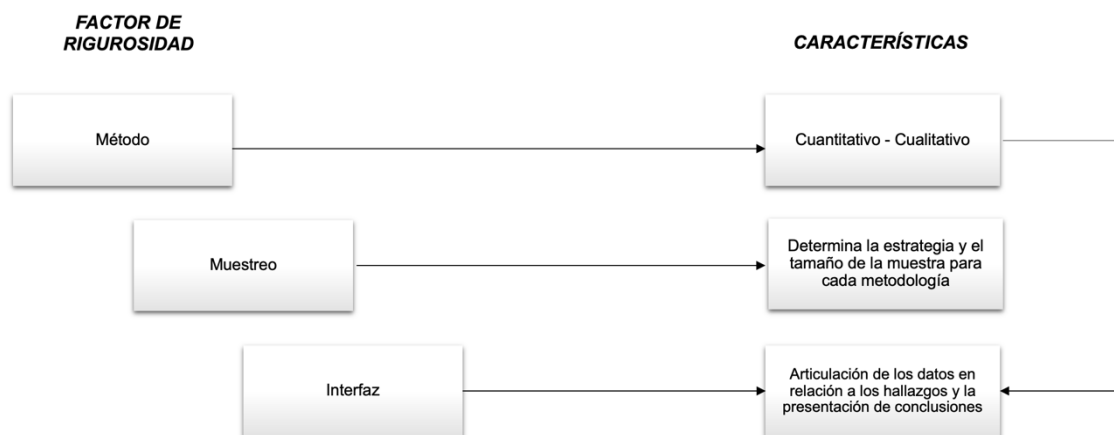 FACTOR DE
RIGUROSIDAD
CARACTERÍSTICAS
Método
Cuantitativo - Cualitativo
Muestreo
Determina la estrategia y el
tamaño de la muestra para
cada metodología
Interfaz
Articulación de los datos en
relación a los hallazgos y la
presentación de conclusiones